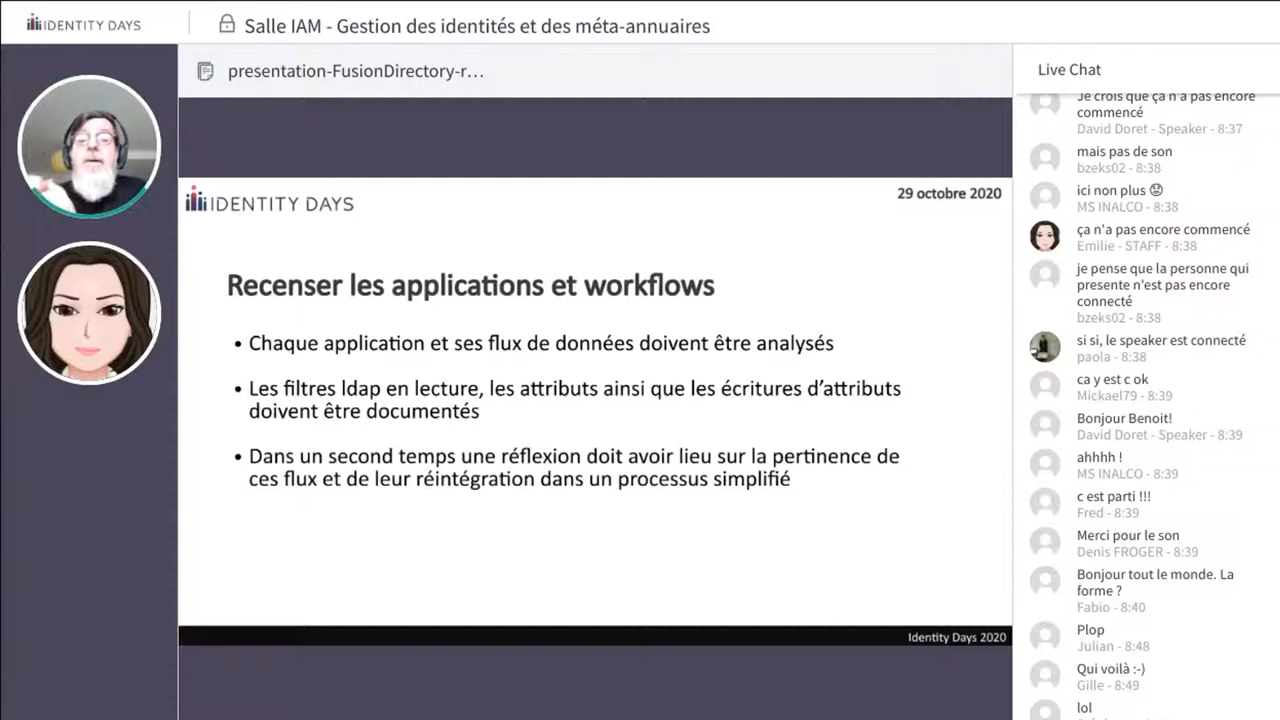 IDENTITY DAYS
Salle IAM - Gestion des identités et des méta-annuaires
presentation-FusionDirectory-r...
IDENTITY DAYS
29 octobre 2020
Recenser les applications et workflows
• Chaque application et ses flux de données doivent être analysés
• Les filtres ldap en lecture, les attributs ainsi que les écritures d’attributs
doivent être documentés
• Dans un second temps une réflexion doit avoir lieu sur la pertinence de
ces flux et de leur réintégration dans un processus simplifié
Identity Days 2020
Live Chat
Je crois que ça n'a pas encore
commencé
David Doret - Speaker - 8:37
mais pas de son
bzeks02 - 8:38
ici non plus 😟
MS INALCO - 8:38
ça n'a pas encore commencé
Emilie - STAFF - 8:38
je pense que la personne qui
presente n'est pas encore
connecté
bzeks02 - 8:38
si si, le speaker est connecté
paola - 8:38
ca y est c ok
Mickael79 - 8:39
Bonjour Benoit!
David Doret - Speaker - 8:39
ahhhh !
MS INALCO - 8:39
c est parti !!!
Fred - 8:39
Merci pour le son
Denis FROGER - 8:39
Bonjour tout le monde. La
forme ?
Fabio - 8:40
Plop
Julian - 8:48
Qui voilà :-)
Gille - 8:49
lol